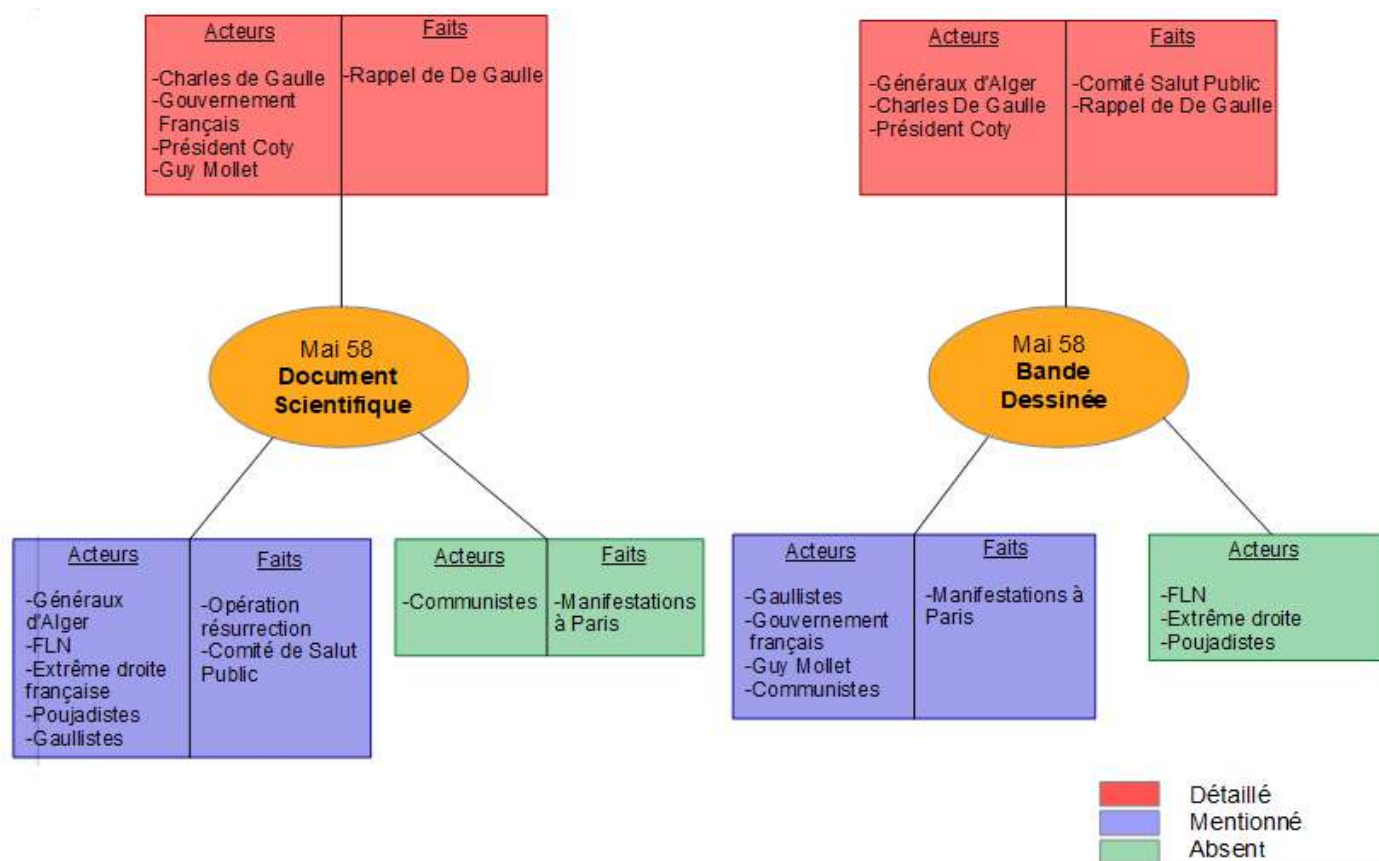 Acteurs
-Charles de Gaulle
-Gouvernement
Français
-Président Coty
-Guy Mollet
Faits
-Rappel de De Gaulle
Mai 58
Document
Scientifique
Acteurs
-Généraux
d'Alger
-FLN
-Extrême droite
française
-Poujadistes
-Gaullistes
Faits
-Opération
résurrection
-Comité de Salut
Public
Acteurs
-Communistes
Faits
-Manifestations
à Paris
Acteurs
-Généraux d'Alger
-Charles De Gaulle
-Président Coty
Faits
-Comité Salut Public
-Rappel de De Gaulle
Mai 58
Bande
Dessinée
Acteurs
-Gaullistes
-Gouvernement
français
-Guy Mollet
-Communistes
Faits
-Manifestations à
Paris
Acteurs
-FLN
-Extrême droite
-Poujadistes
Détaillé
Mentionné
Absent